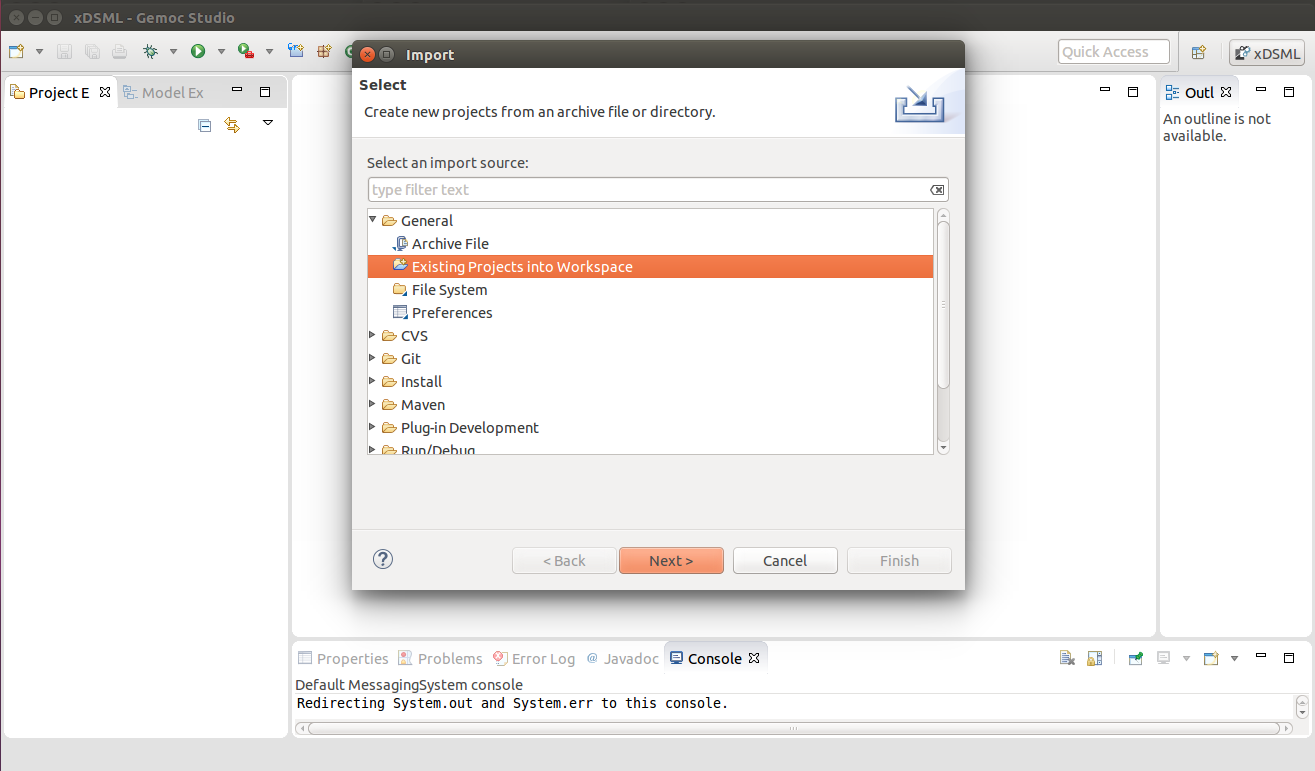 xDSML - Gemoc Studio
Quick Access
xDSML
Project E
Model Ex
Outl
An outline is not
available.
Import
Select
Create new projects from an archive file or directory.
Select an import source:
type filter text
General
Archive File
Existing Projects into Workspace
File System
Preferences
CVS
Git
Install
Maven
Plug-in Development
Run/Debug
?
< Back
Next >
Cancel
Finish
Properties
Problems
Error Log
@ Javadoc
Console
Default MessagingSystem console
Redirecting System.out and System.err to this console.